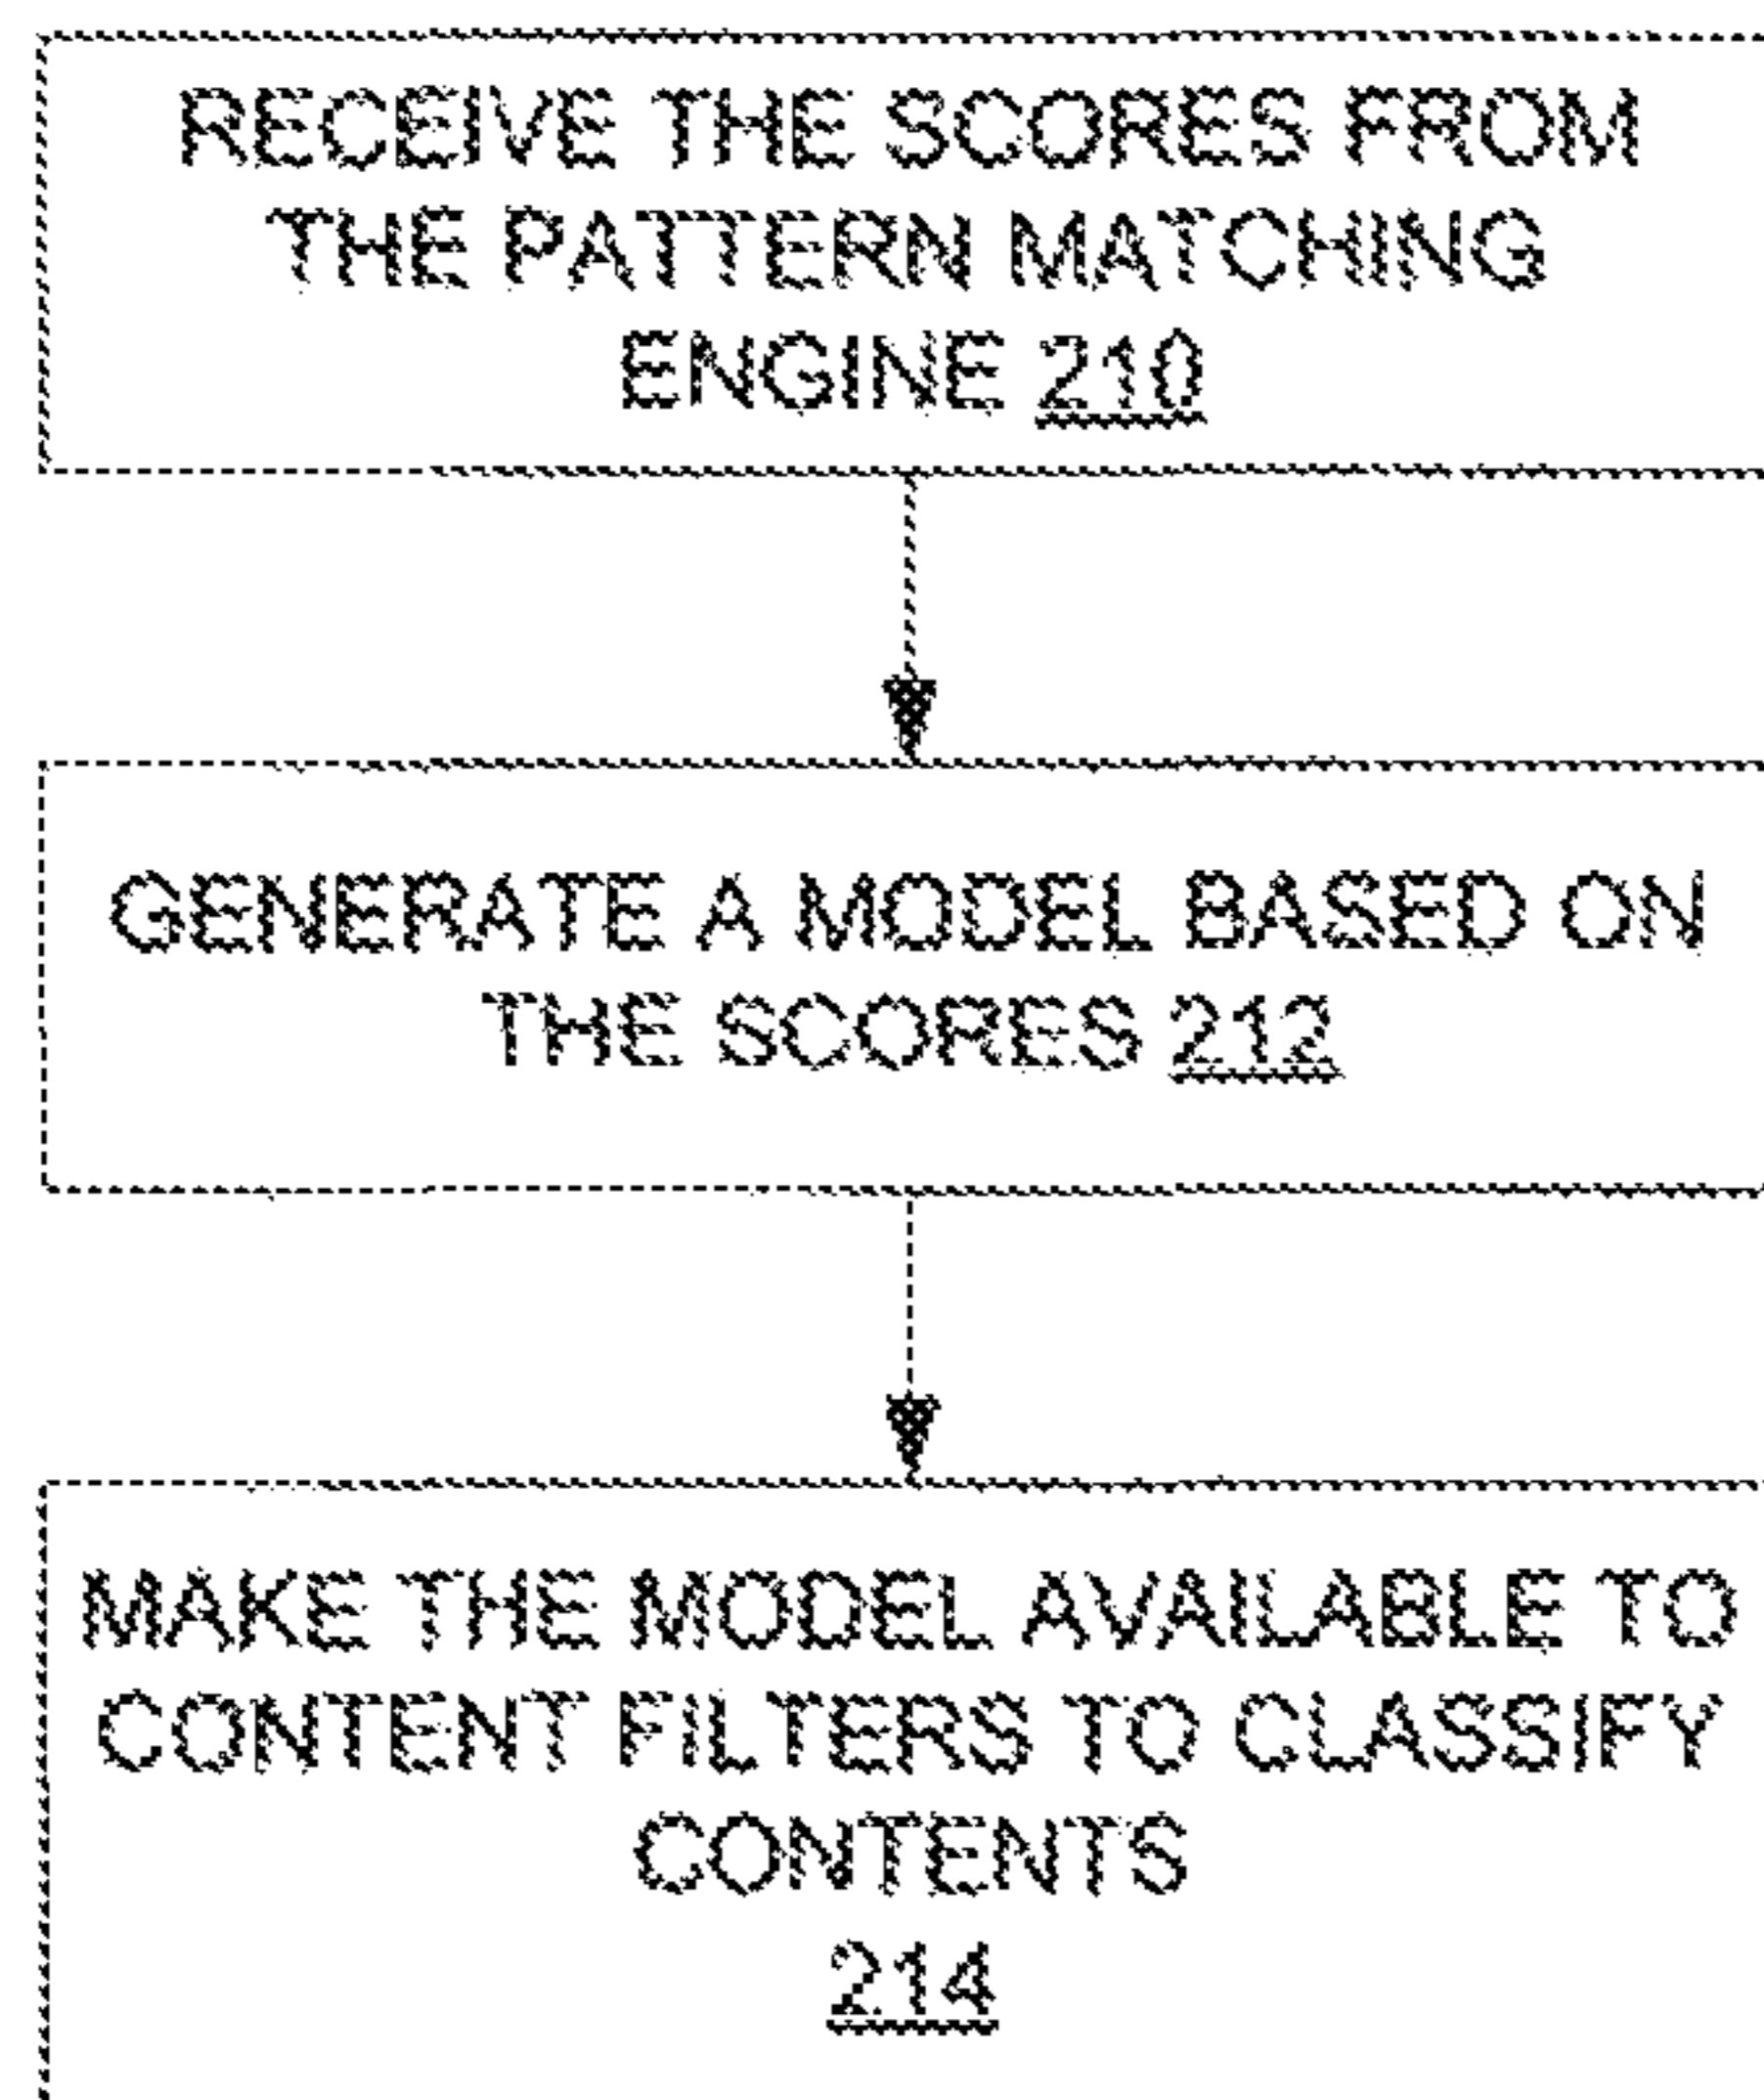 RECEIVE THE SCORES FROM
THE PATTERN MATCHING
ENGINE 210
GENERATE A MODEL BASED ON
THE SCORES 212
MAKE THE MODEL AVAILABLE TO
CONTENT FILTERS TO CLASSIFY
CONTENTS
214